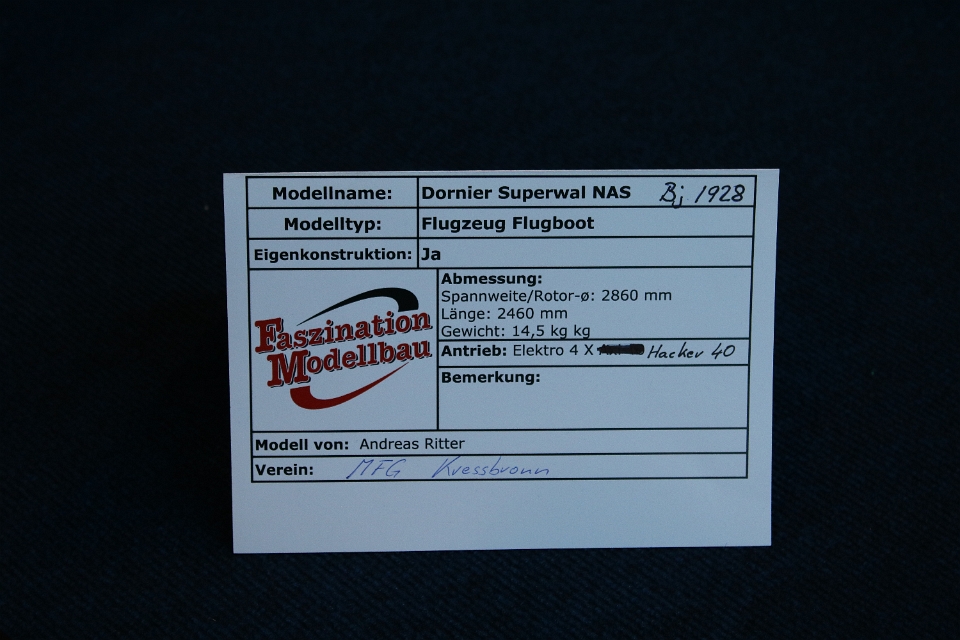 Modellname: Dornier Superwal NAS Bj 1928
Modelltyp: Flugzeug Flugboot
Eigenkonstruktion: Ja
Faszination
Modellbau
Abmessung:
Spannweite/Rotor-ø: 2860 mm
Länge: 2460 mm
Gewicht: 14,5 kg kg
Antrieb: Elektro 4 X Hacker 40
Bemerkung:
Modell von: Andreas Ritter
Verein: MFG Kressbronn